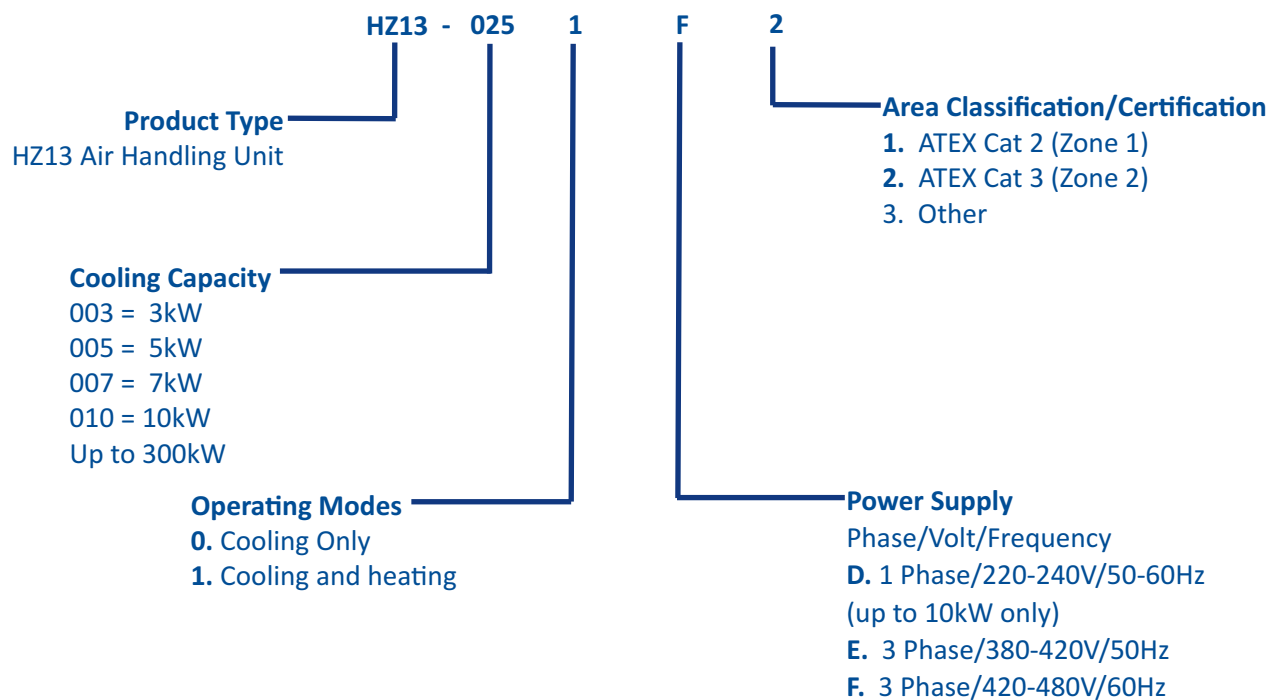 HZ13 - 025 1 F 2
Product Type
HZ13 Air Handling Unit
Area Classification/Certification
1. ATEX Cat 2 (Zone 1)
2. ATEX Cat 3 (Zone 2)
3. Other
Cooling Capacity
003 = 3kW
005 = 5kW
007 = 7kW
010 = 10kW
Up to 300kW
Operating Modes
0. Cooling Only
1. Cooling and heating
Power Supply
Phase/Volt/Frequency
D. 1 Phase/220-240V/50-60Hz
(up to 10kW only)
E. 3 Phase/380-420V/50Hz
F. 3 Phase/420-480V/60Hz